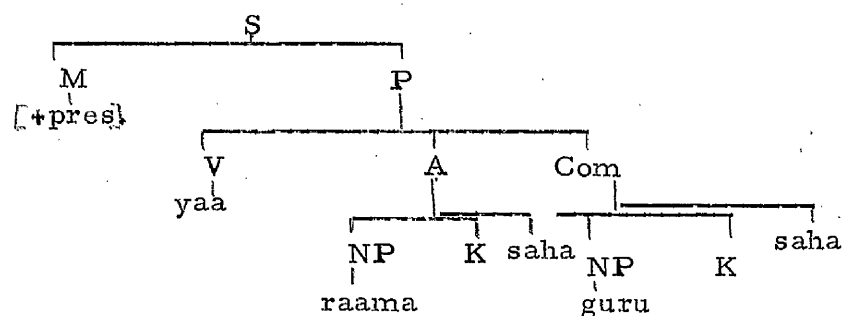 S
M P
[+pres]
V A Com
yaa
NP K saha NP K saha
raama guru